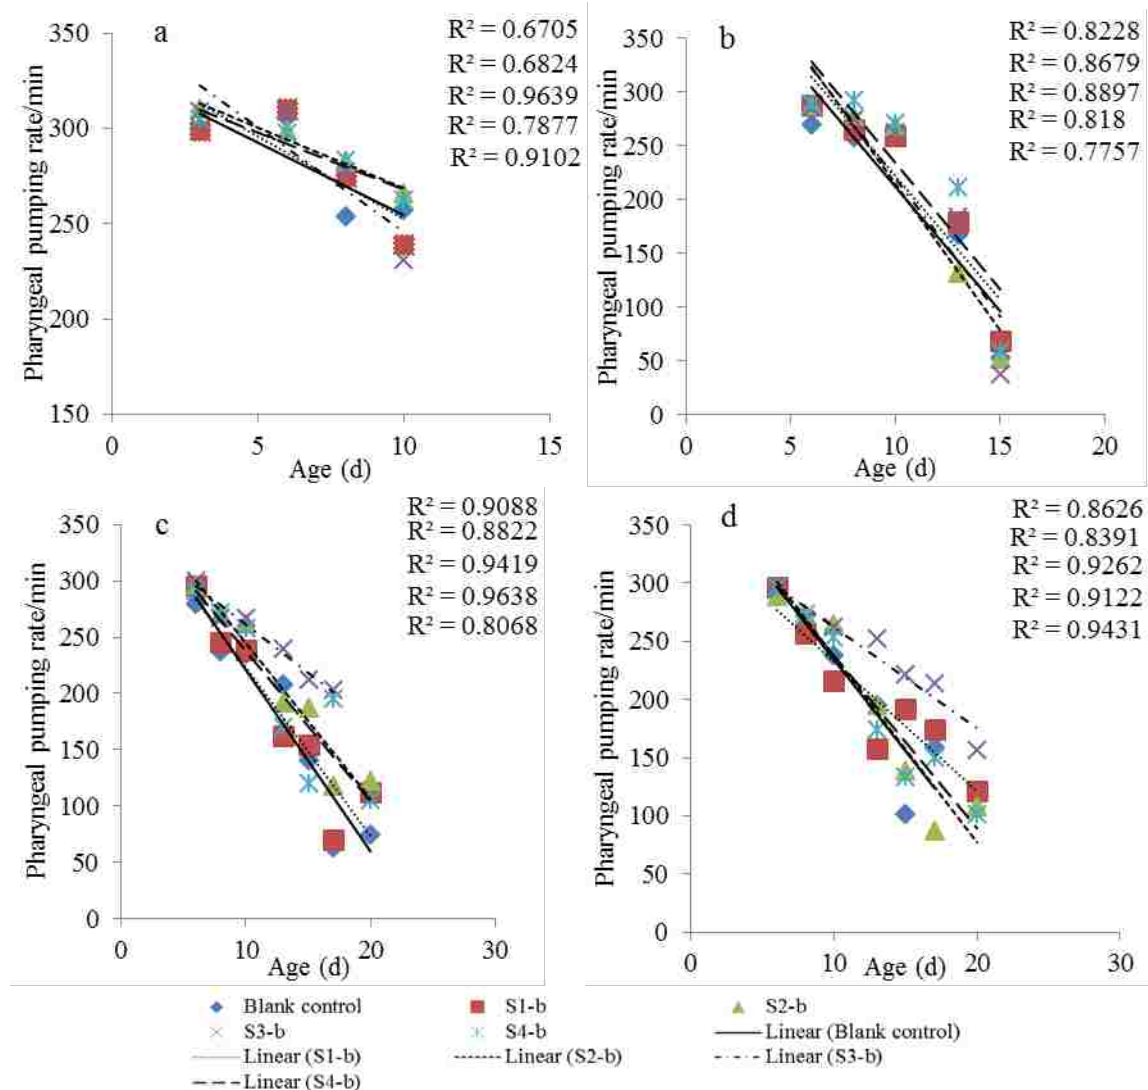 a
R² = 0.6705
R² = 0.6824
R² = 0.9639
R² = 0.7877
R² = 0.9102
350
300
250
200
150
0
5
10
15
Pharyngeal pumping rate/min
Age (d)
b
R² = 0.8228
R² = 0.8679
R² = 0.8897
R² = 0.818
R² = 0.7757
350
300
250
200
150
100
50
0
0
5
10
15
20
Pharyngeal pumping rate/min
Age (d)
c
R² = 0.9088
R² = 0.8822
R² = 0.9419
R² = 0.9638
R² = 0.8068
350
300
250
200
150
100
50
0
0
10
20
30
Pharyngeal pumping rate/min
Age (d)
d
R² = 0.8626
R² = 0.8391
R² = 0.9262
R² = 0.9122
R² = 0.9431
350
300
250
200
150
100
50
0
0
10
20
30
Pharyngeal pumping rate/min
Age (d)
Blank control
S1-b
S2-b
S3-b
S4-b
Linear (Blank control)
Linear (S1-b)
Linear (S2-b)
Linear (S3-b)
Linear (S4-b)